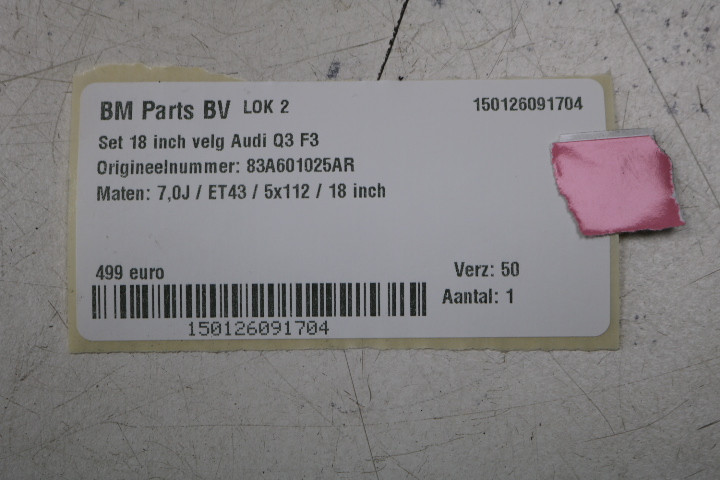 BM Parts BV LOK 2 150126091704
Set 18 inch velg Audi Q3 F3
Origineelnummer: 83A601025AR
Maten: 7,0J / ET43 / 5x112 / 18 inch
499 euro Verz: 50
Aantal: 1
150126091704